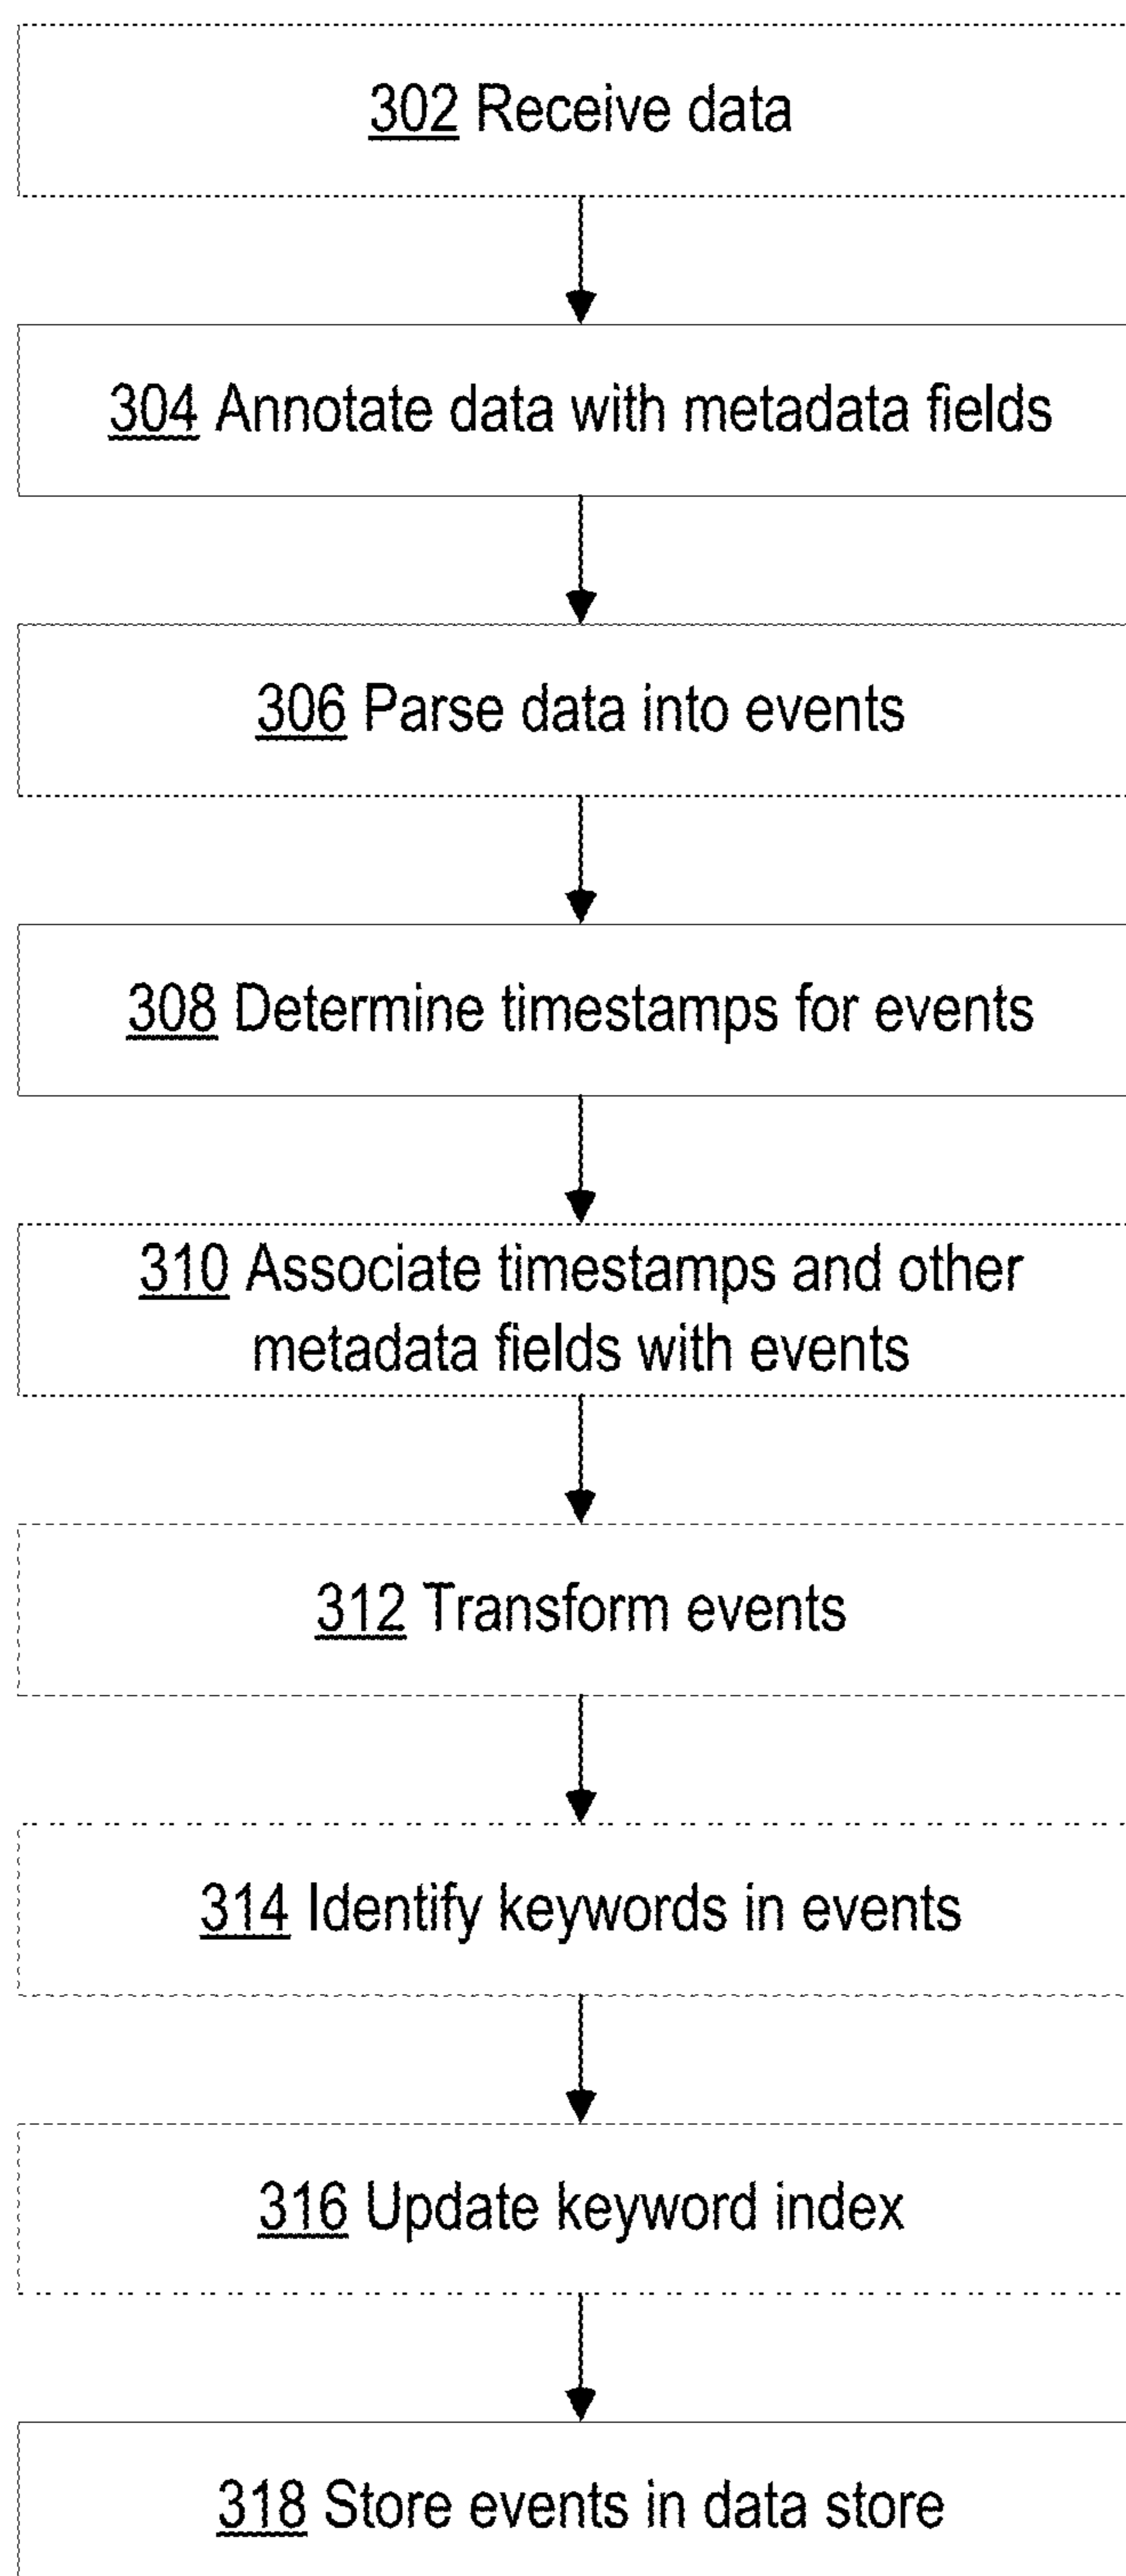 302 Receive data
304 Annotate data with metadata fields
306 Parse data into events
308 Determine timestamps for events
310 Associate timestamps and other
metadata fields with events
312 Transform events
314 Identify keywords in events
316 Update keyword index
318 Store events in data store